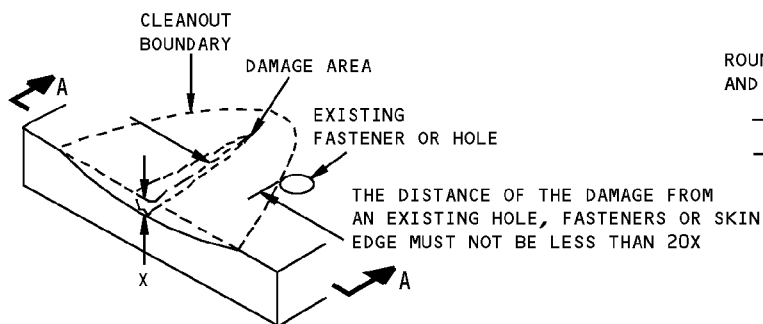 CLEANOUT
BOUNDARY
DAMAGE AREA
A
EXISTING
FASTENER OR HOLE
THE DISTANCE OF THE DAMAGE FROM
AN EXISTING HOLE, FASTENERS OR SKIN
EDGE MUST NOT BE LESS THAN 20X
X
A
AND